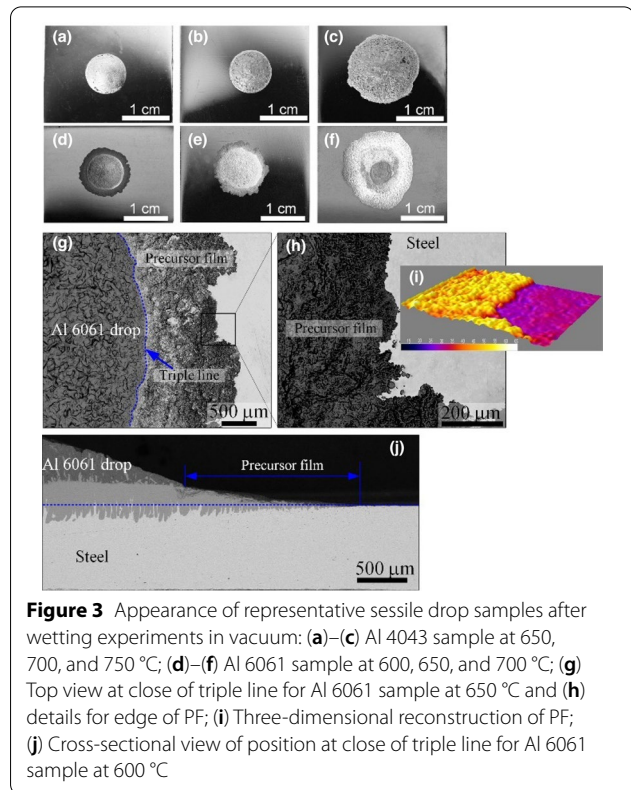 (a)
(b)
(c)
1 cm
1 cm
1 cm
(d)
(e)
(f)
1 cm
1 cm
1 cm
(g)
Precursor film
Al 6061 drop
Triple line
500 μm
(h)
Steel
Precursor film
200 μm
(i)
(j)
Al 6061 drop
Precursor film
Steel
500 μm
Figure 3 Appearance of representative sessile drop samples after
wetting experiments in vacuum: (a)–(c) Al 4043 sample at 650,
700, and 750 °C; (d)–(f) Al 6061 sample at 600, 650, and 700 °C; (g)
Top view at close of triple line for Al 6061 sample at 650 °C and (h)
details for edge of PF; (i) Three-dimensional reconstruction of PF;
(j) Cross-sectional view of position at close of triple line for Al 6061
sample at 600 °C